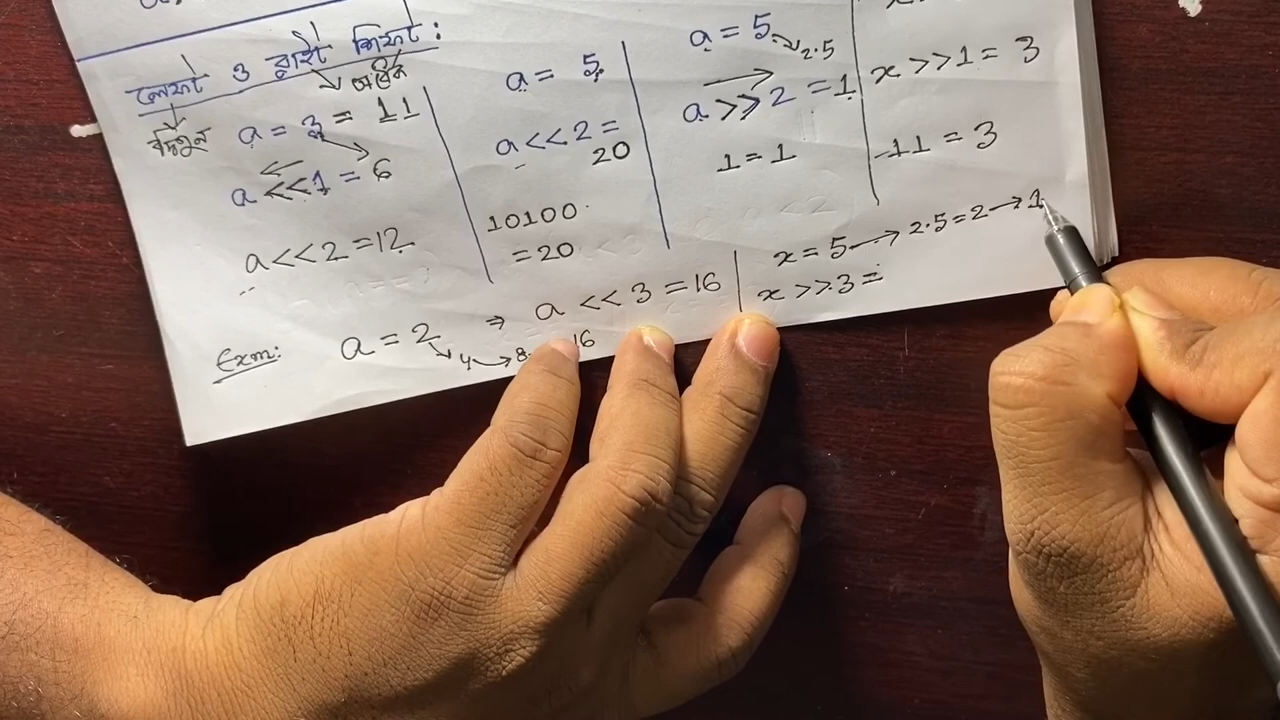 লেফট ও রাইট শিফট:
দ্বিগুন
অর্ধেক
a = 3 = 11
a <<1 = 6
a << 2 = 12
a = 5
a << 2 =
20
10100
= 20
a = 5 → 2.5
a >> 2 = 1
1 = 1
x >> 1 = 3
11 = 3
Exm: a = 2 ⇒ a << 3 = 16
4 → 8 16
x = 5 → 2.5 = 2 → 1
x >> 3 =